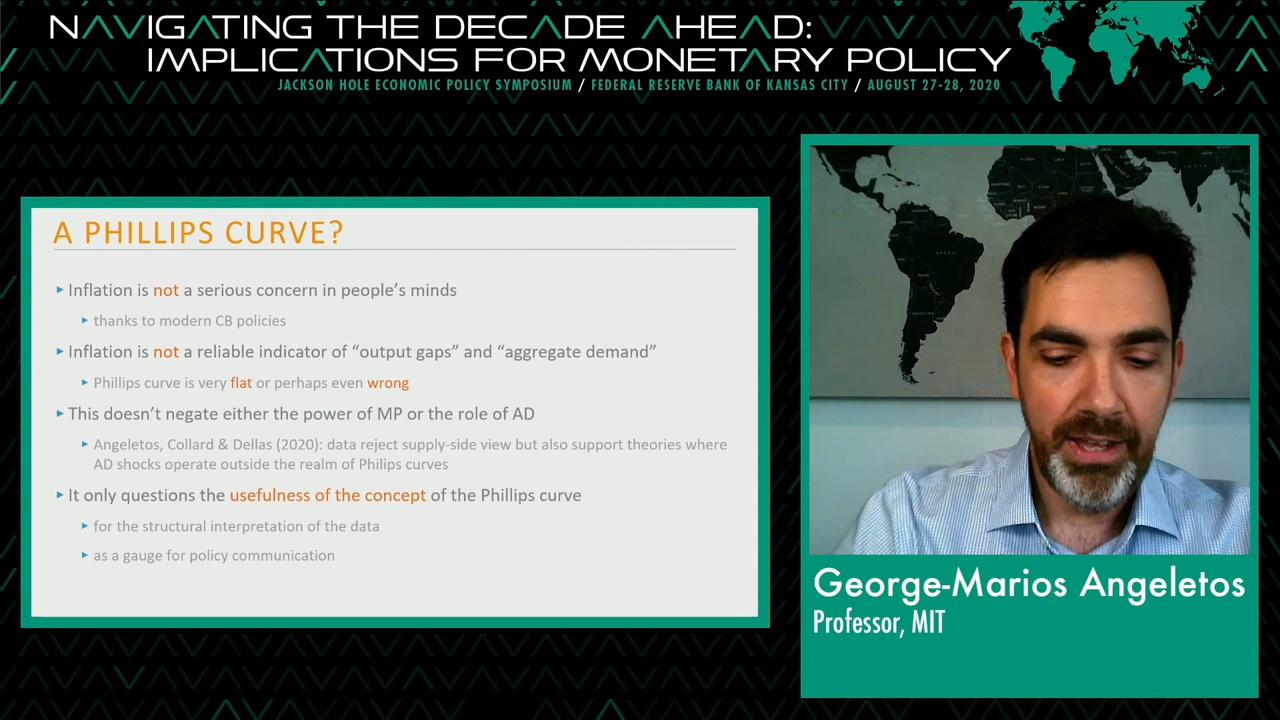 NAVIGATING THE DECADE AHEAD:
IMPLICATIONS FOR MONETARY POLICY
JACKSON HOLE ECONOMIC POLICY SYMPOSIUM / FEDERAL RESERVE BANK OF KANSAS CITY / AUGUST 27-28, 2020
A PHILLIPS CURVE?
Inflation is not a serious concern in people's minds
thanks to modern CB policies
Inflation is not a reliable indicator of "output gaps" and "aggregate demand"
Phillips curve is very flat or perhaps even wrong
This doesn't negate either the power of MP or the role of AD
Angeletos, Collard & Dellas (2020): data reject supply-side view but also support theories where
AD shocks operate outside the realm of Philips curves
It only questions the usefulness of the concept of the Phillips curve
for the structural interpretation of the data
as a gauge for policy communication
George-Marios Angeletos
Professor, MIT